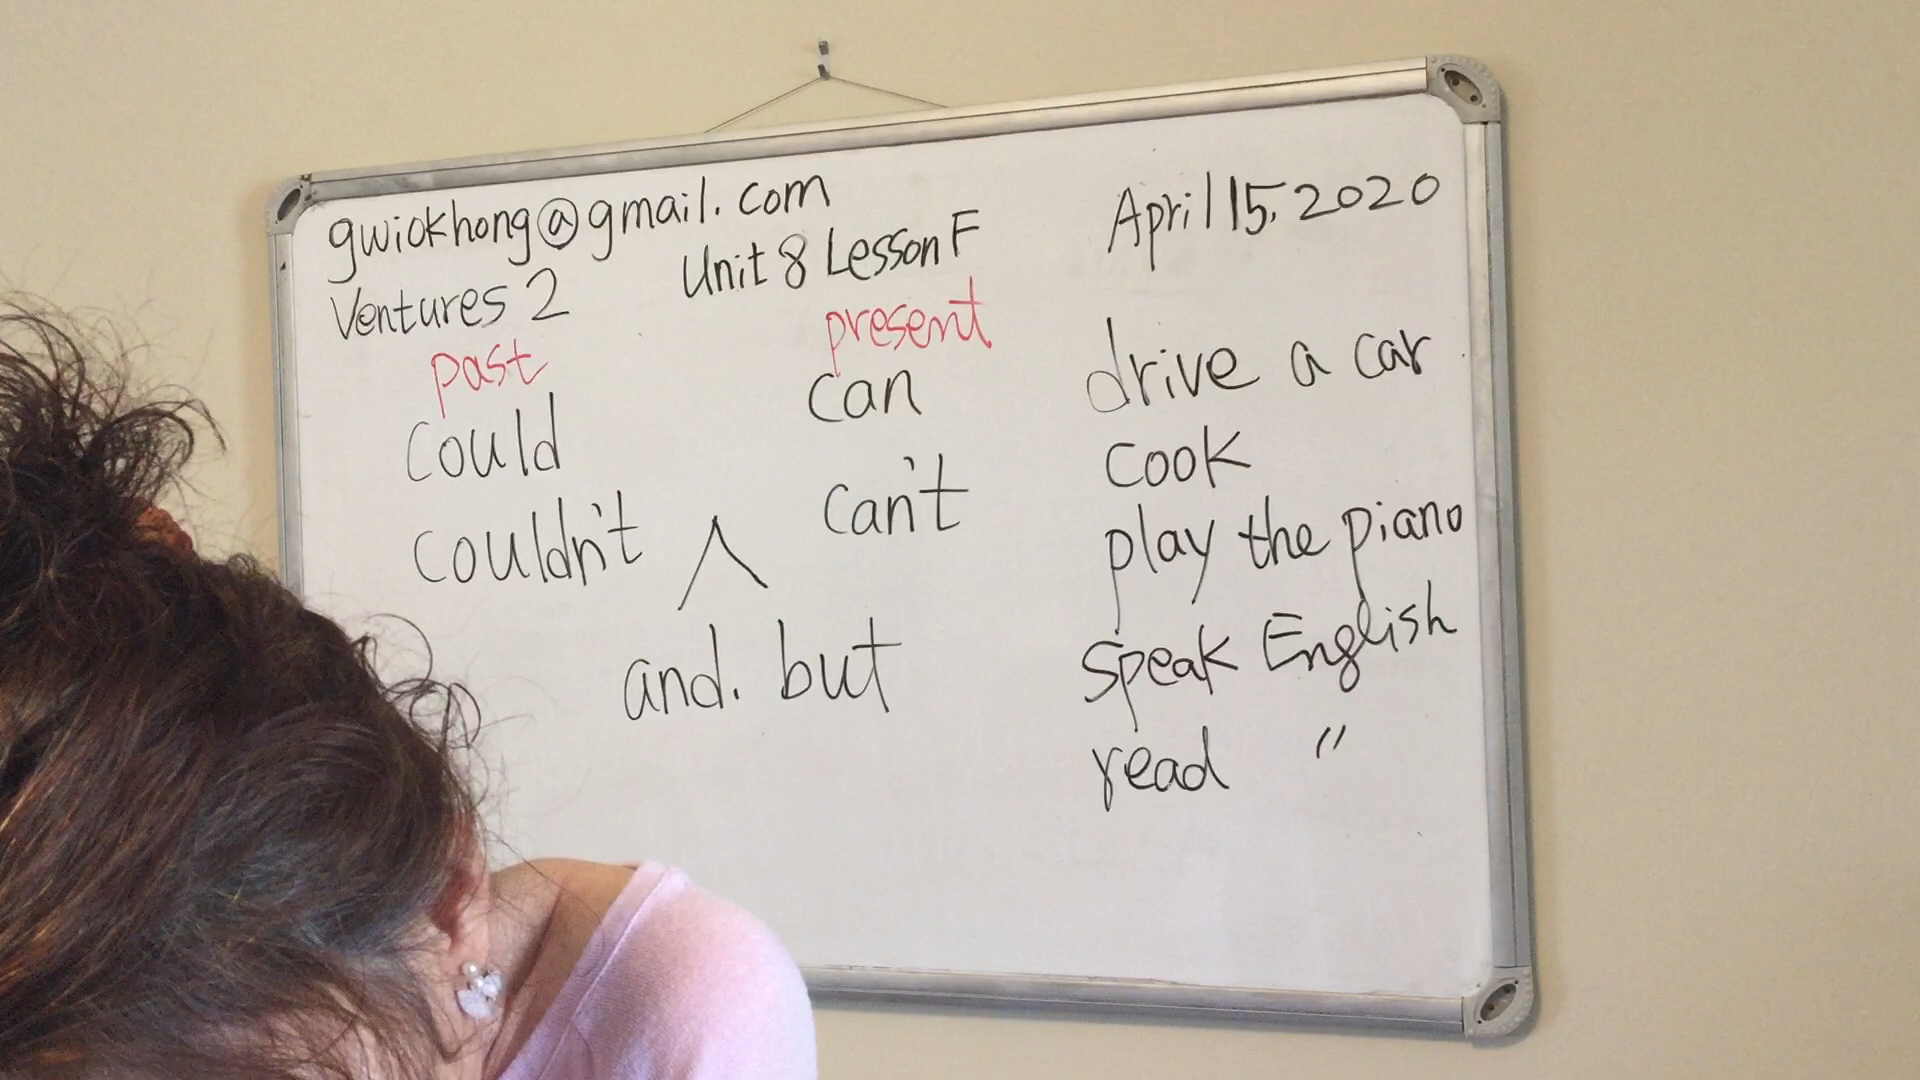 gwiokhong@gmail.com
April 15, 2020
Ventures 2 Unit 8 Lesson F
past present
could can drive a car
couldn't can't cook
play the piano
and. but speak English
read "